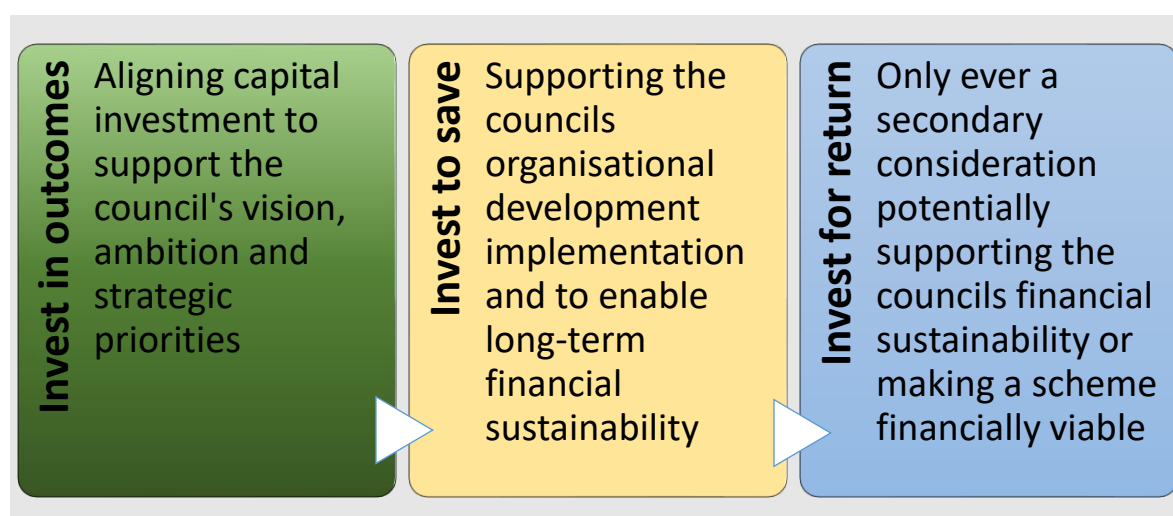 Invest in outcomes
Aligning capital
investment to
support the
council's vision,
ambition and
strategic
priorities
Invest to save
Supporting the
councils
organisational
development
implementation
and to enable
long-term
financial
sustainability
Invest for return
Only ever a
secondary
consideration
potentially
supporting the
councils financial
sustainability or
making a scheme
financially viable